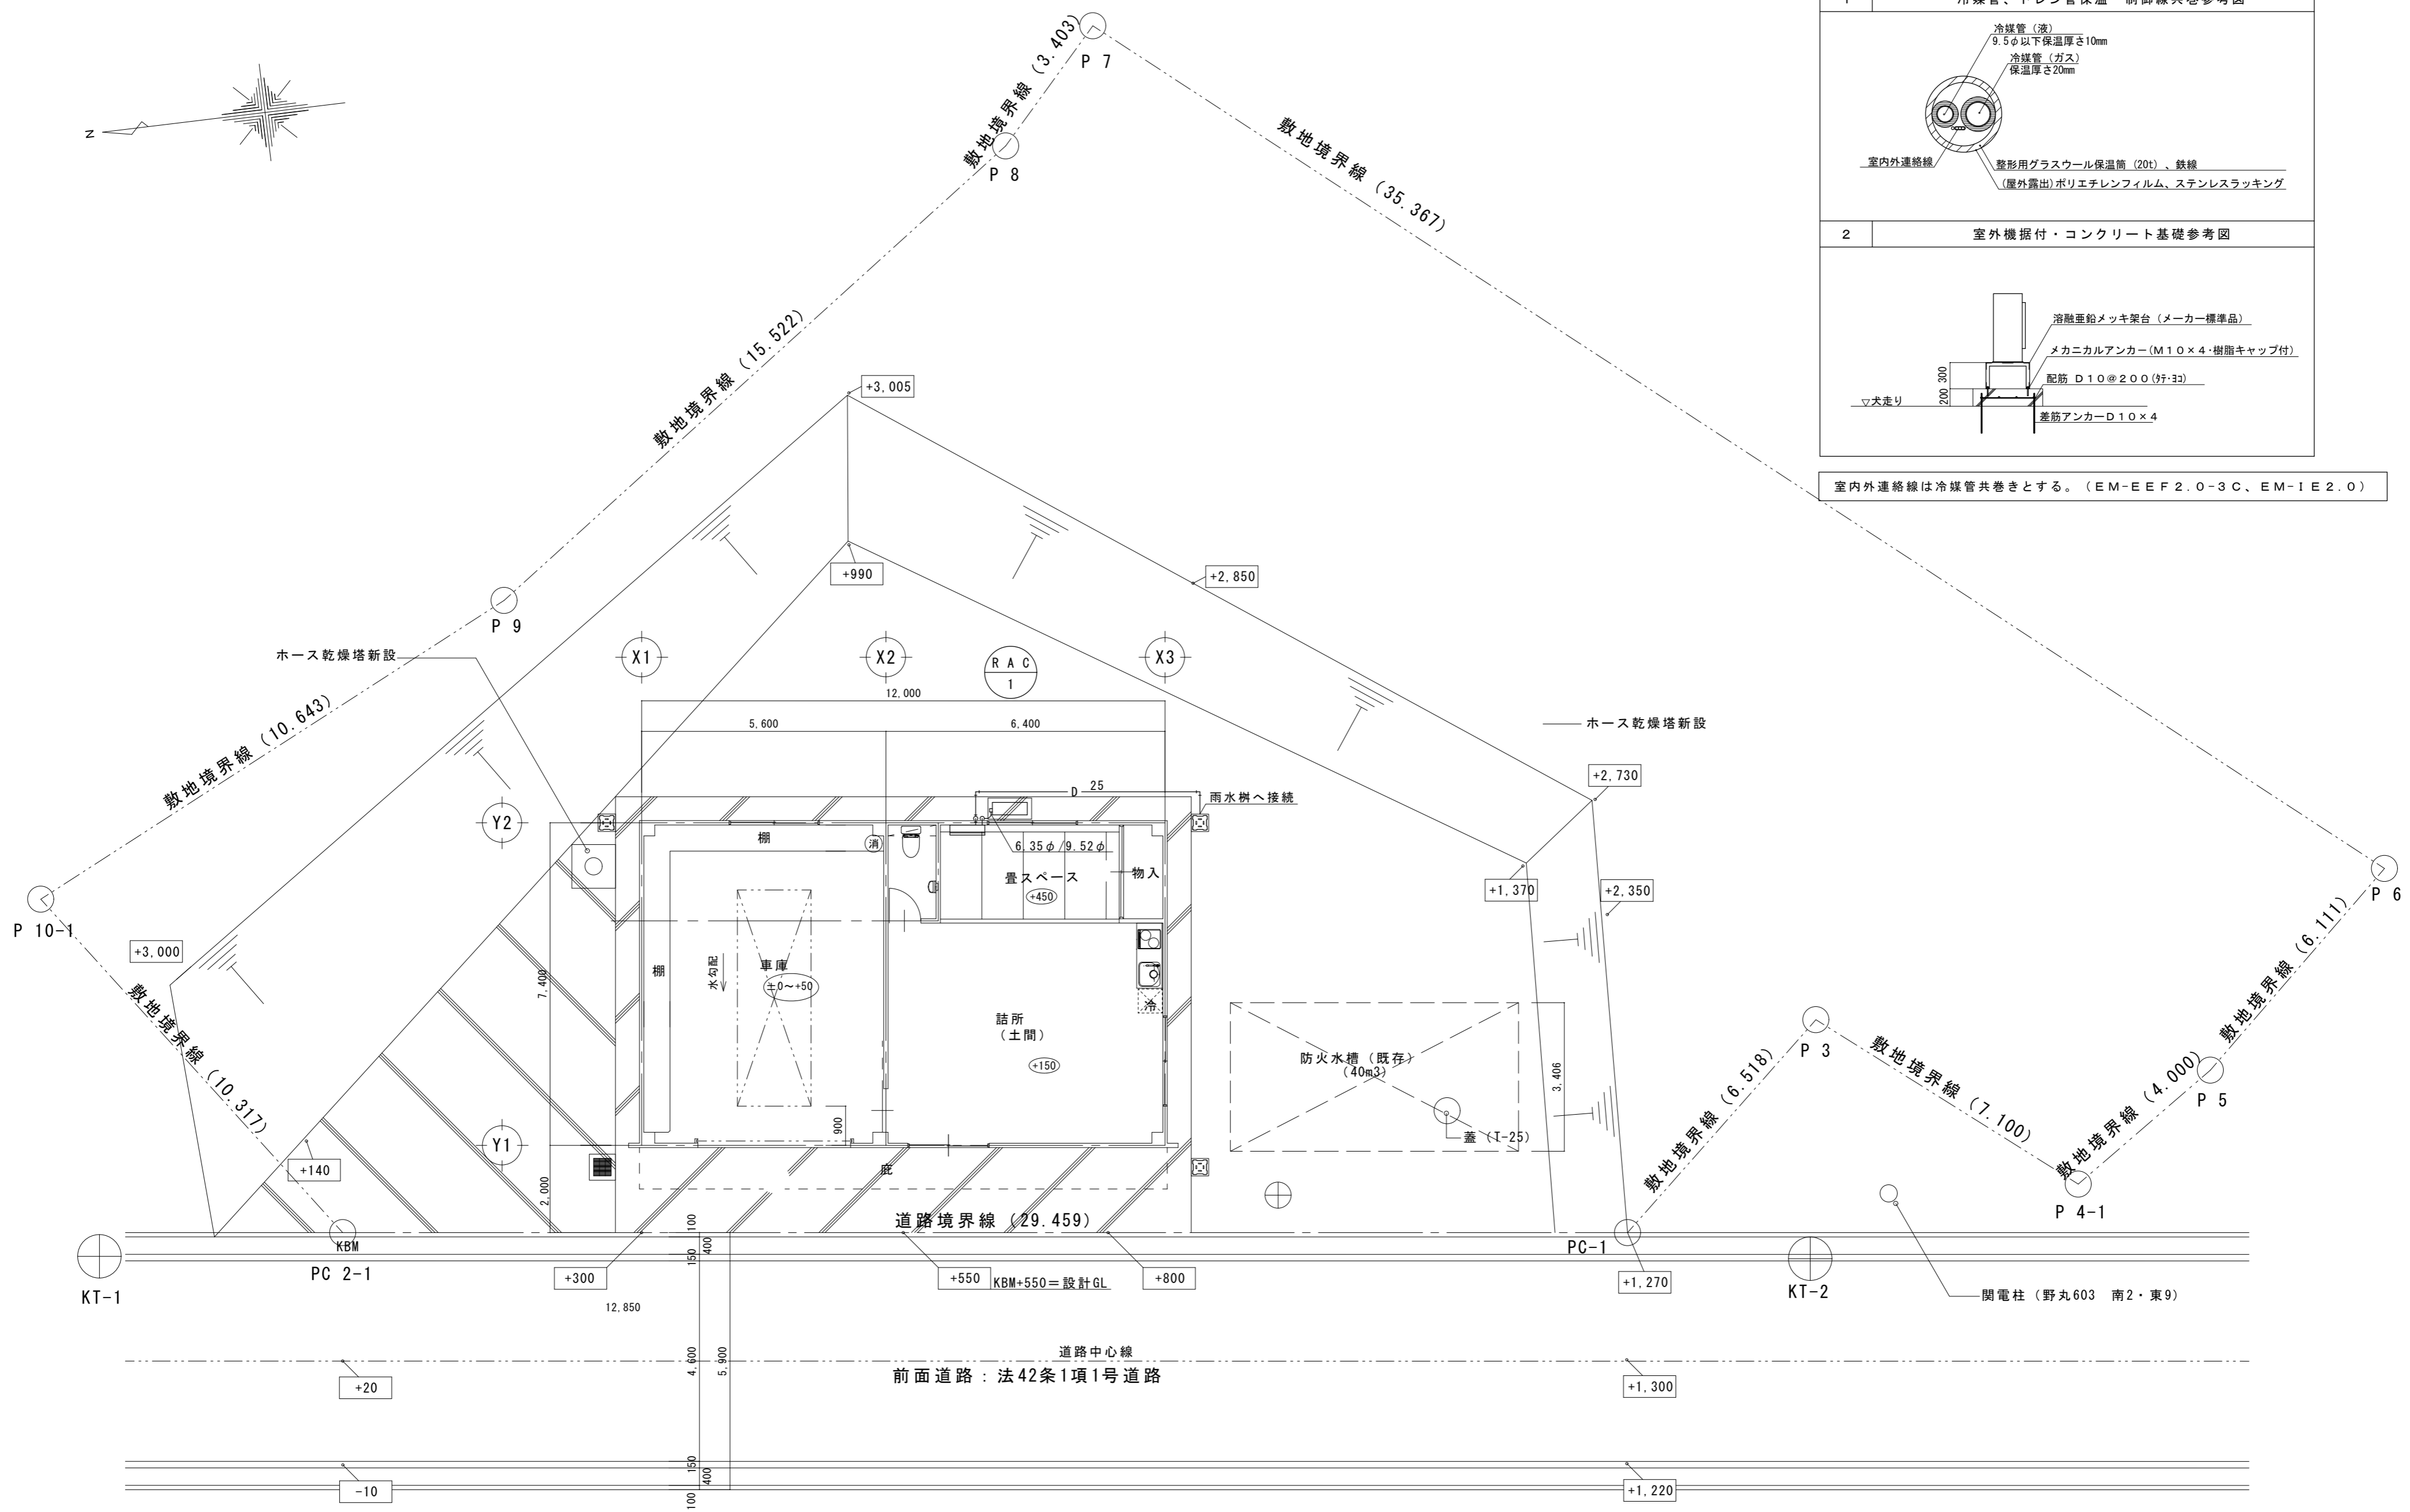 1
冷媒管、ドレン管保温・制御線共巻参考図
冷媒管（液）
9.5φ以下保温厚さ10mm
冷媒管（ガス）
保温厚さ20mm
室内外連絡線
整形用グラスウール保温筒（20t）、鉄線
（屋外露出）ポリエチレンフィルム、ステンレスラッキング
2
室外機据付・コンクリート基礎参考図
溶融亜鉛メッキ架台（メーカー標準品）
メカニカルアンカー（M10×4・樹脂キャップ付）
配筋 D10@200（ﾀﾃ・ﾖｺ）
差筋アンカーD10×4
▽犬走り
300
200
室内外連絡線は冷媒管共巻きとする。（EM-EEF2.0-3C、EM-IE2.0）
N
P 7
敷地境界線（3.403）
P 8
敷地境界線（35.367）
敷地境界線（15.522）
+3,005
+990
+2,850
P 9
ホース乾燥塔新設
X1
X2
X3
RAC
1
12,000
5,600
6,400
ホース乾燥塔新設
敷地境界線（10.643）
+2,730
D
25
雨水桝へ接続
Y2
棚
消
6.35φ/9.52φ
畳スペース
+450
物入
+1,370
+2,350
P 6
P 10-1
+3,000
敷地境界線（6.111）
7,400
棚
水勾配
車庫
±0～+50
冷
詰所
（土間）
+150
防火水槽（既存）
（40m3）
3,406
蓋（T-25）
P 3
敷地境界線（6.518）
敷地境界線（7.100）
敷地境界線（4.000）
P 5
敷地境界線（10.317）
900
Y1
+140
庇
2,000
P 4-1
道路境界線（29.459）
KBM
PC 2-1
KT-1
100
400
150
+300
+550
KBM+550＝設計GL
+800
PC-1
+1,270
KT-2
関電柱（野丸603　南2・東9）
12,850
4,600
5,900
道路中心線
前面道路：法42条1項1号道路
+20
+1,300
150
400
100
-10
+1,220